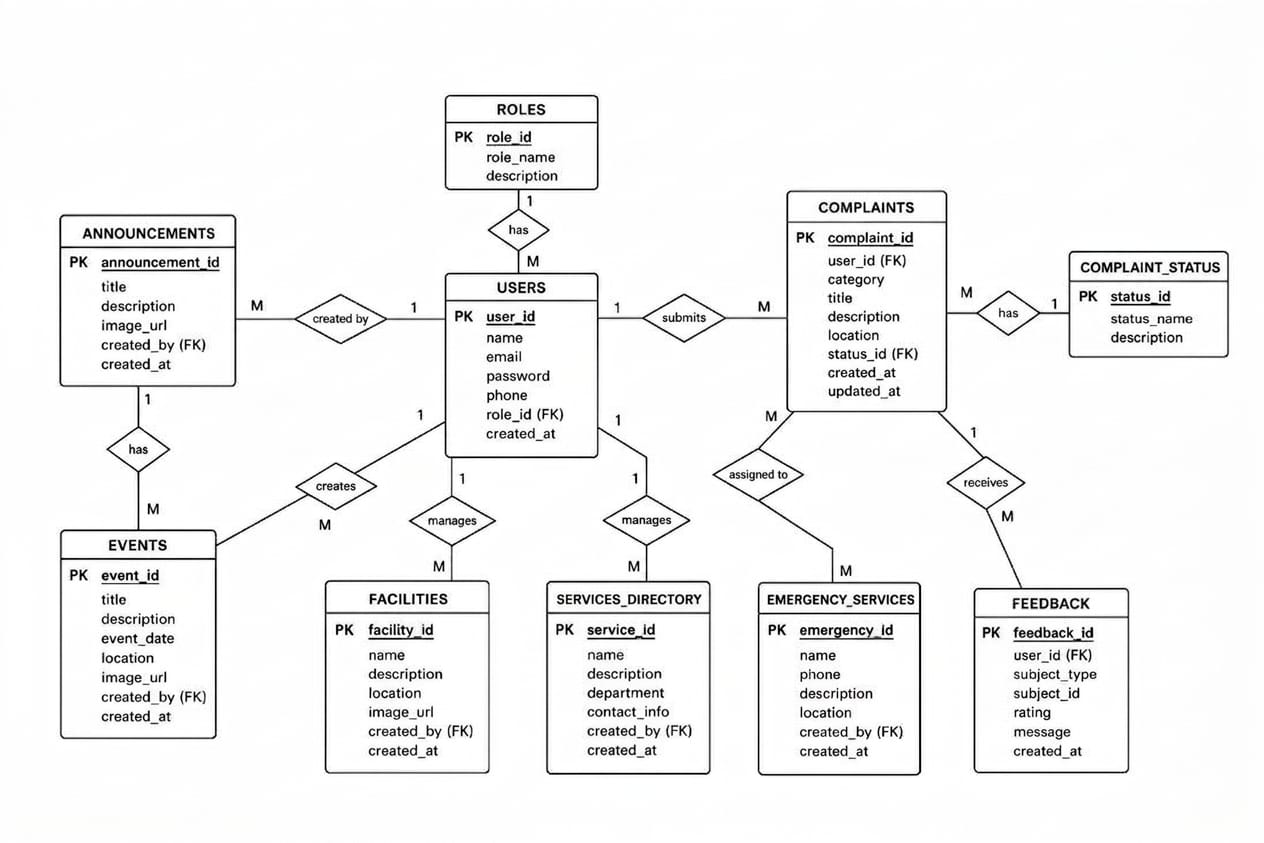 ROLES
PK role_id
role_name
description
1
has
M
ANNOUNCEMENTS
PK announcement_id
title
description
image_url
created_by (FK)
created_at
M
created by
1
USERS
PK user_id
name
email
password
phone
role_id (FK)
created_at
1
submits
M
COMPLAINTS
PK complaint_id
user_id (FK)
category
title
description
location
status_id (FK)
created_at
updated_at
M
has
1
COMPLAINT_STATUS
PK status_id
status_name
description
1
has
M
1
creates
M
1
manages
M
1
1
manages
M
M
assigned to
M
1
receives
M
EVENTS
PK event_id
title
description
event_date
location
image_url
created_by (FK)
created_at
FACILITIES
PK facility_id
name
description
location
image_url
created_by (FK)
created_at
SERVICES_DIRECTORY
PK service_id
name
description
department
contact_info
created_by (FK)
created_at
EMERGENCY_SERVICES
PK emergency_id
name
phone
description
location
created_by (FK)
created_at
FEEDBACK
PK feedback_id
user_id (FK)
subject_type
subject_id
rating
message
created_at